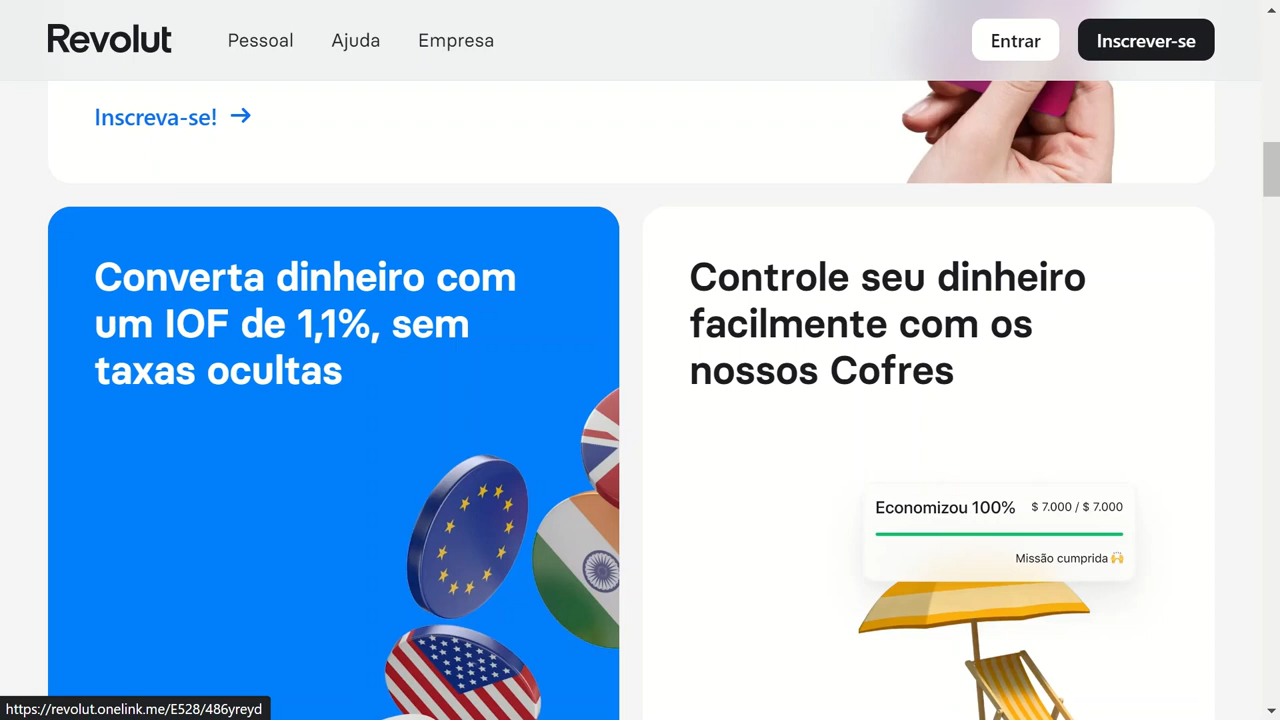 Revolut
Pessoal
Ajuda
Empresa
Entrar
Inscrever-se
Inscreva-se! →
Converta dinheiro com
um IOF de 1,1%, sem
taxas ocultas
Controle seu dinheiro
facilmente com os
nossos Cofres
Economizou 100% $ 7.000 / $ 7.000
Missão cumprida 🙌
https://revolut.onelink.me/E528/486yreyd